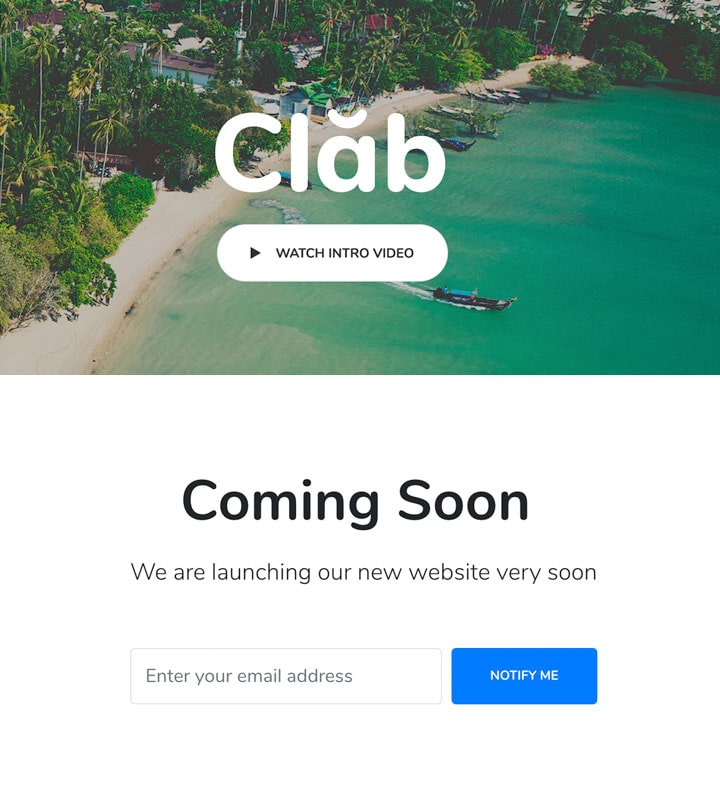 Clăb
WATCH INTRO VIDEO
Coming Soon
We are launching our new website very soon
Enter your email address
NOTIFY ME